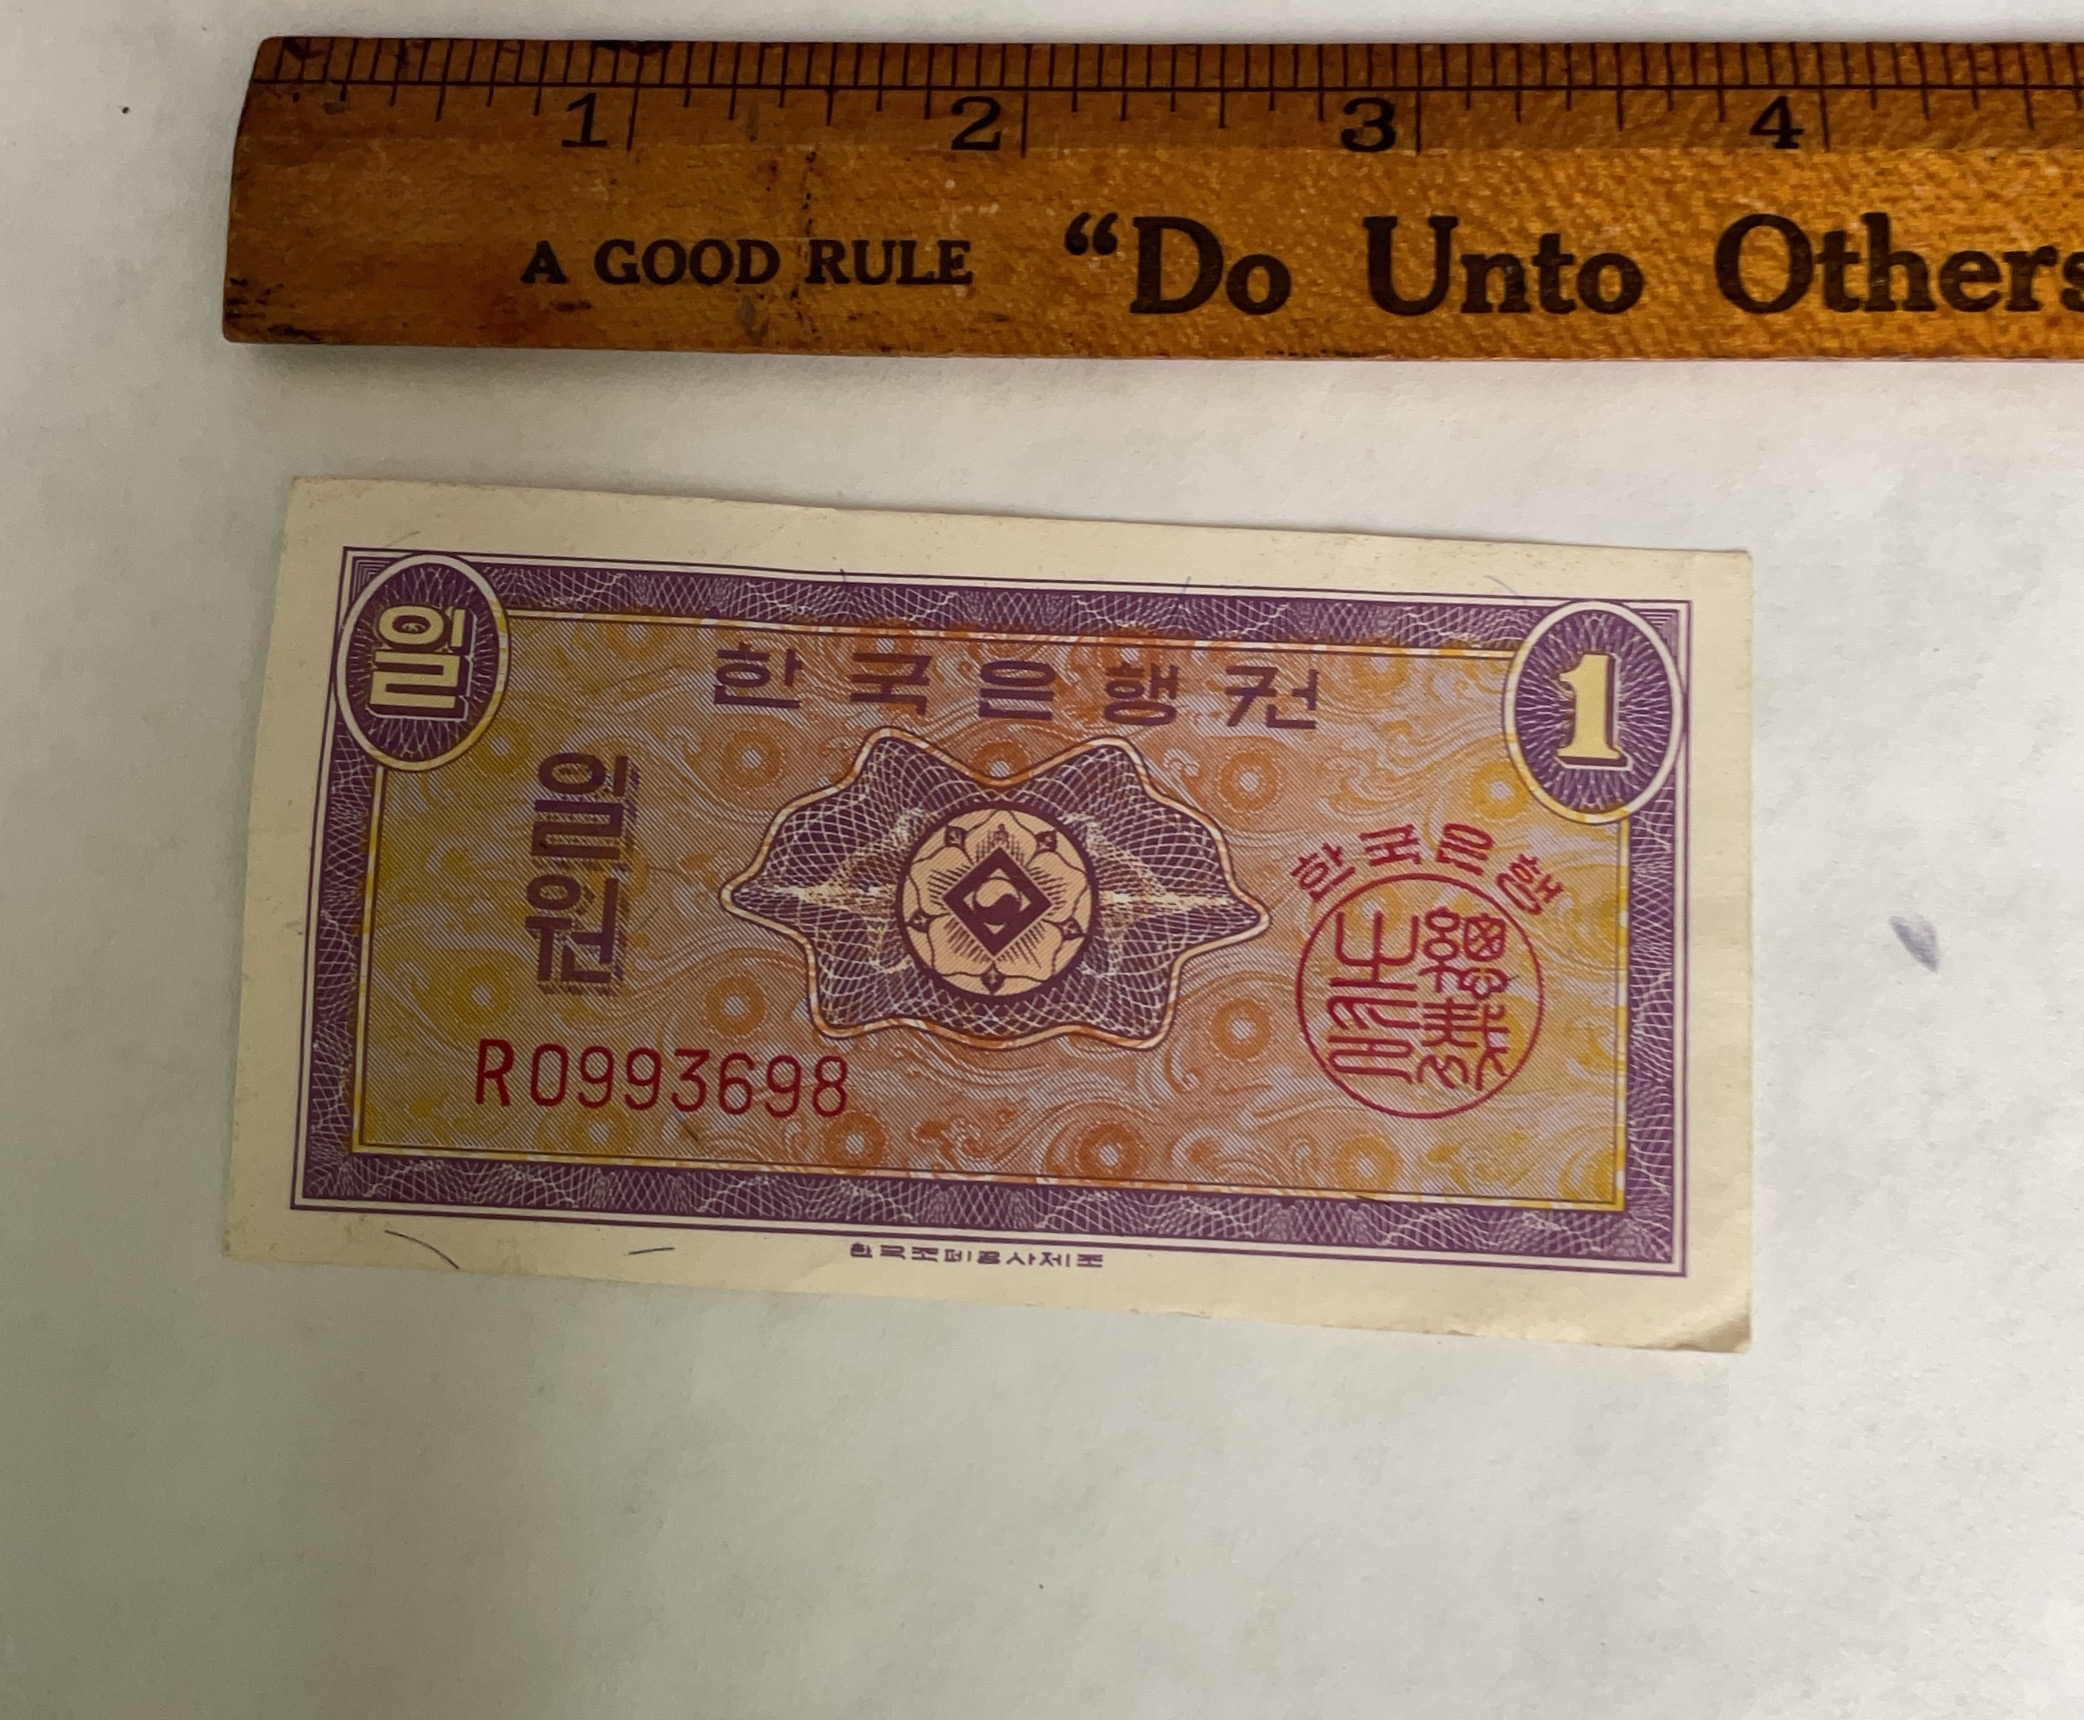 1 2 3 4
A GOOD RULE “Do Unto Others
한국은행권
일 1
일 원
한국은행
R0993698
한국조폐공사제조